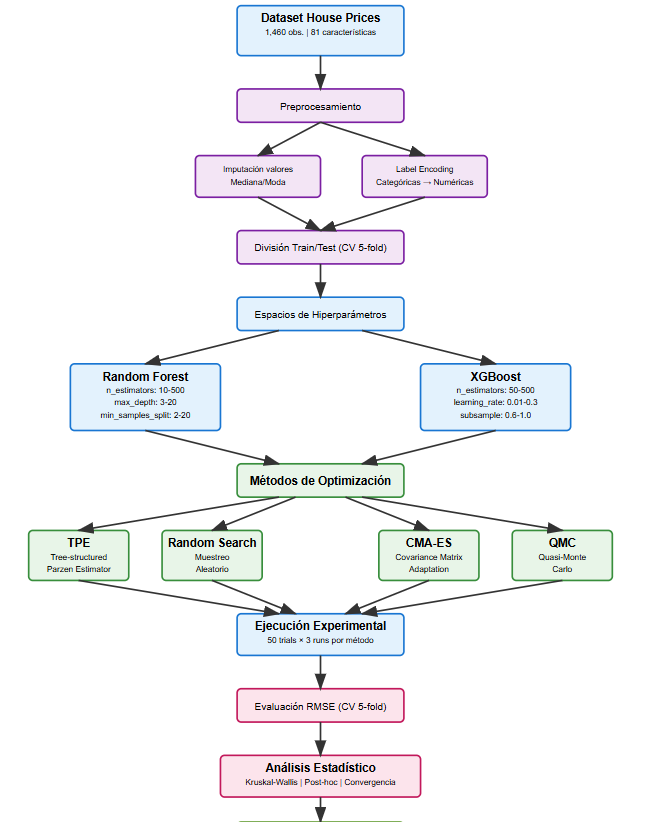 Dataset House Prices
1,460 obs. | 81 características
Preprocesamiento
Imputación valores
Mediana/Moda
Label Encoding
Categóricas → Numéricas
División Train/Test (CV 5-fold)
Espacios de Hiperparámetros
Random Forest
n_estimators: 10-500
max_depth: 3-20
min_samples_split: 2-20
XGBoost
n_estimators: 50-500
learning_rate: 0.01-0.3
subsample: 0.6-1.0
Métodos de Optimización
TPE
Tree-structured
Parzen Estimator
Random Search
Muestreo
Aleatorio
CMA-ES
Covariance Matrix
Adaptation
QMC
Quasi-Monte
Carlo
Ejecución Experimental
50 trials × 3 runs por método
Evaluación RMSE (CV 5-fold)
Análisis Estadístico
Kruskal-Wallis | Post-hoc | Convergencia